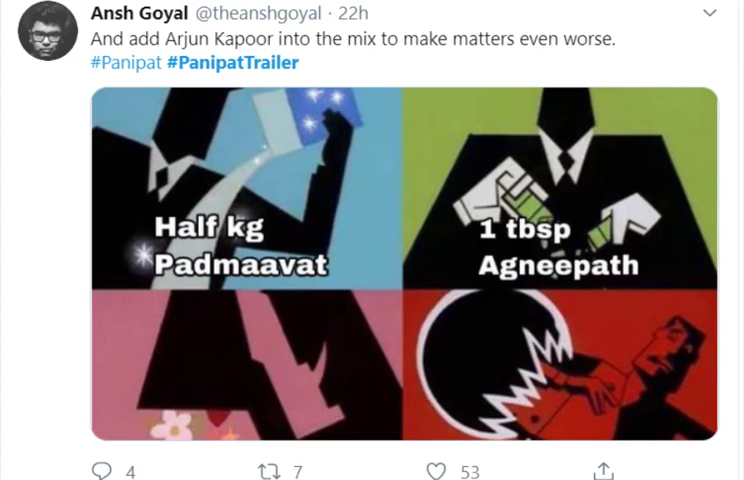 Ansh Goyal @theanshgoyal · 22h
And add Arjun Kapoor into the mix to make matters even worse.
#Panipat #PanipatTrailer
Half kg
Padmaavat
1 tbsp
Agneepath
4 7 53